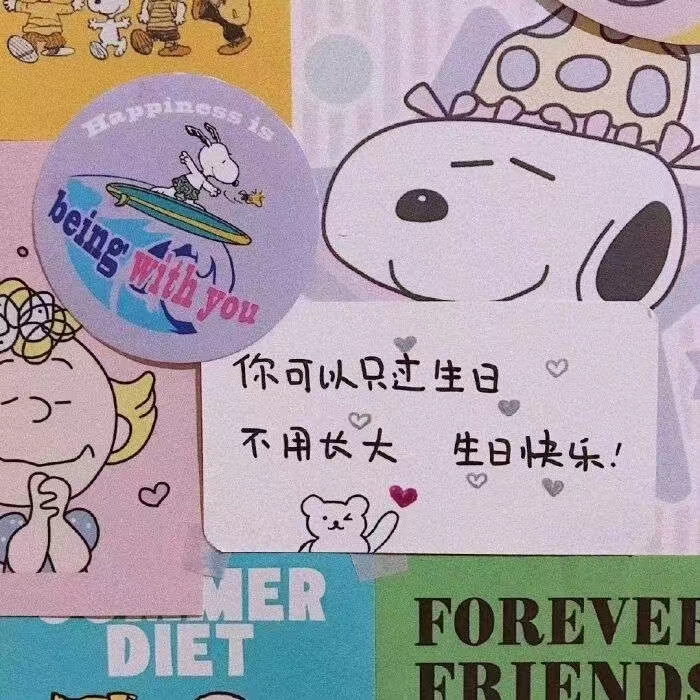 Happiness is
being with you
你可以只过生日
不用长大 生日快乐!
MER
DIET
FOREVER
FRIENDS